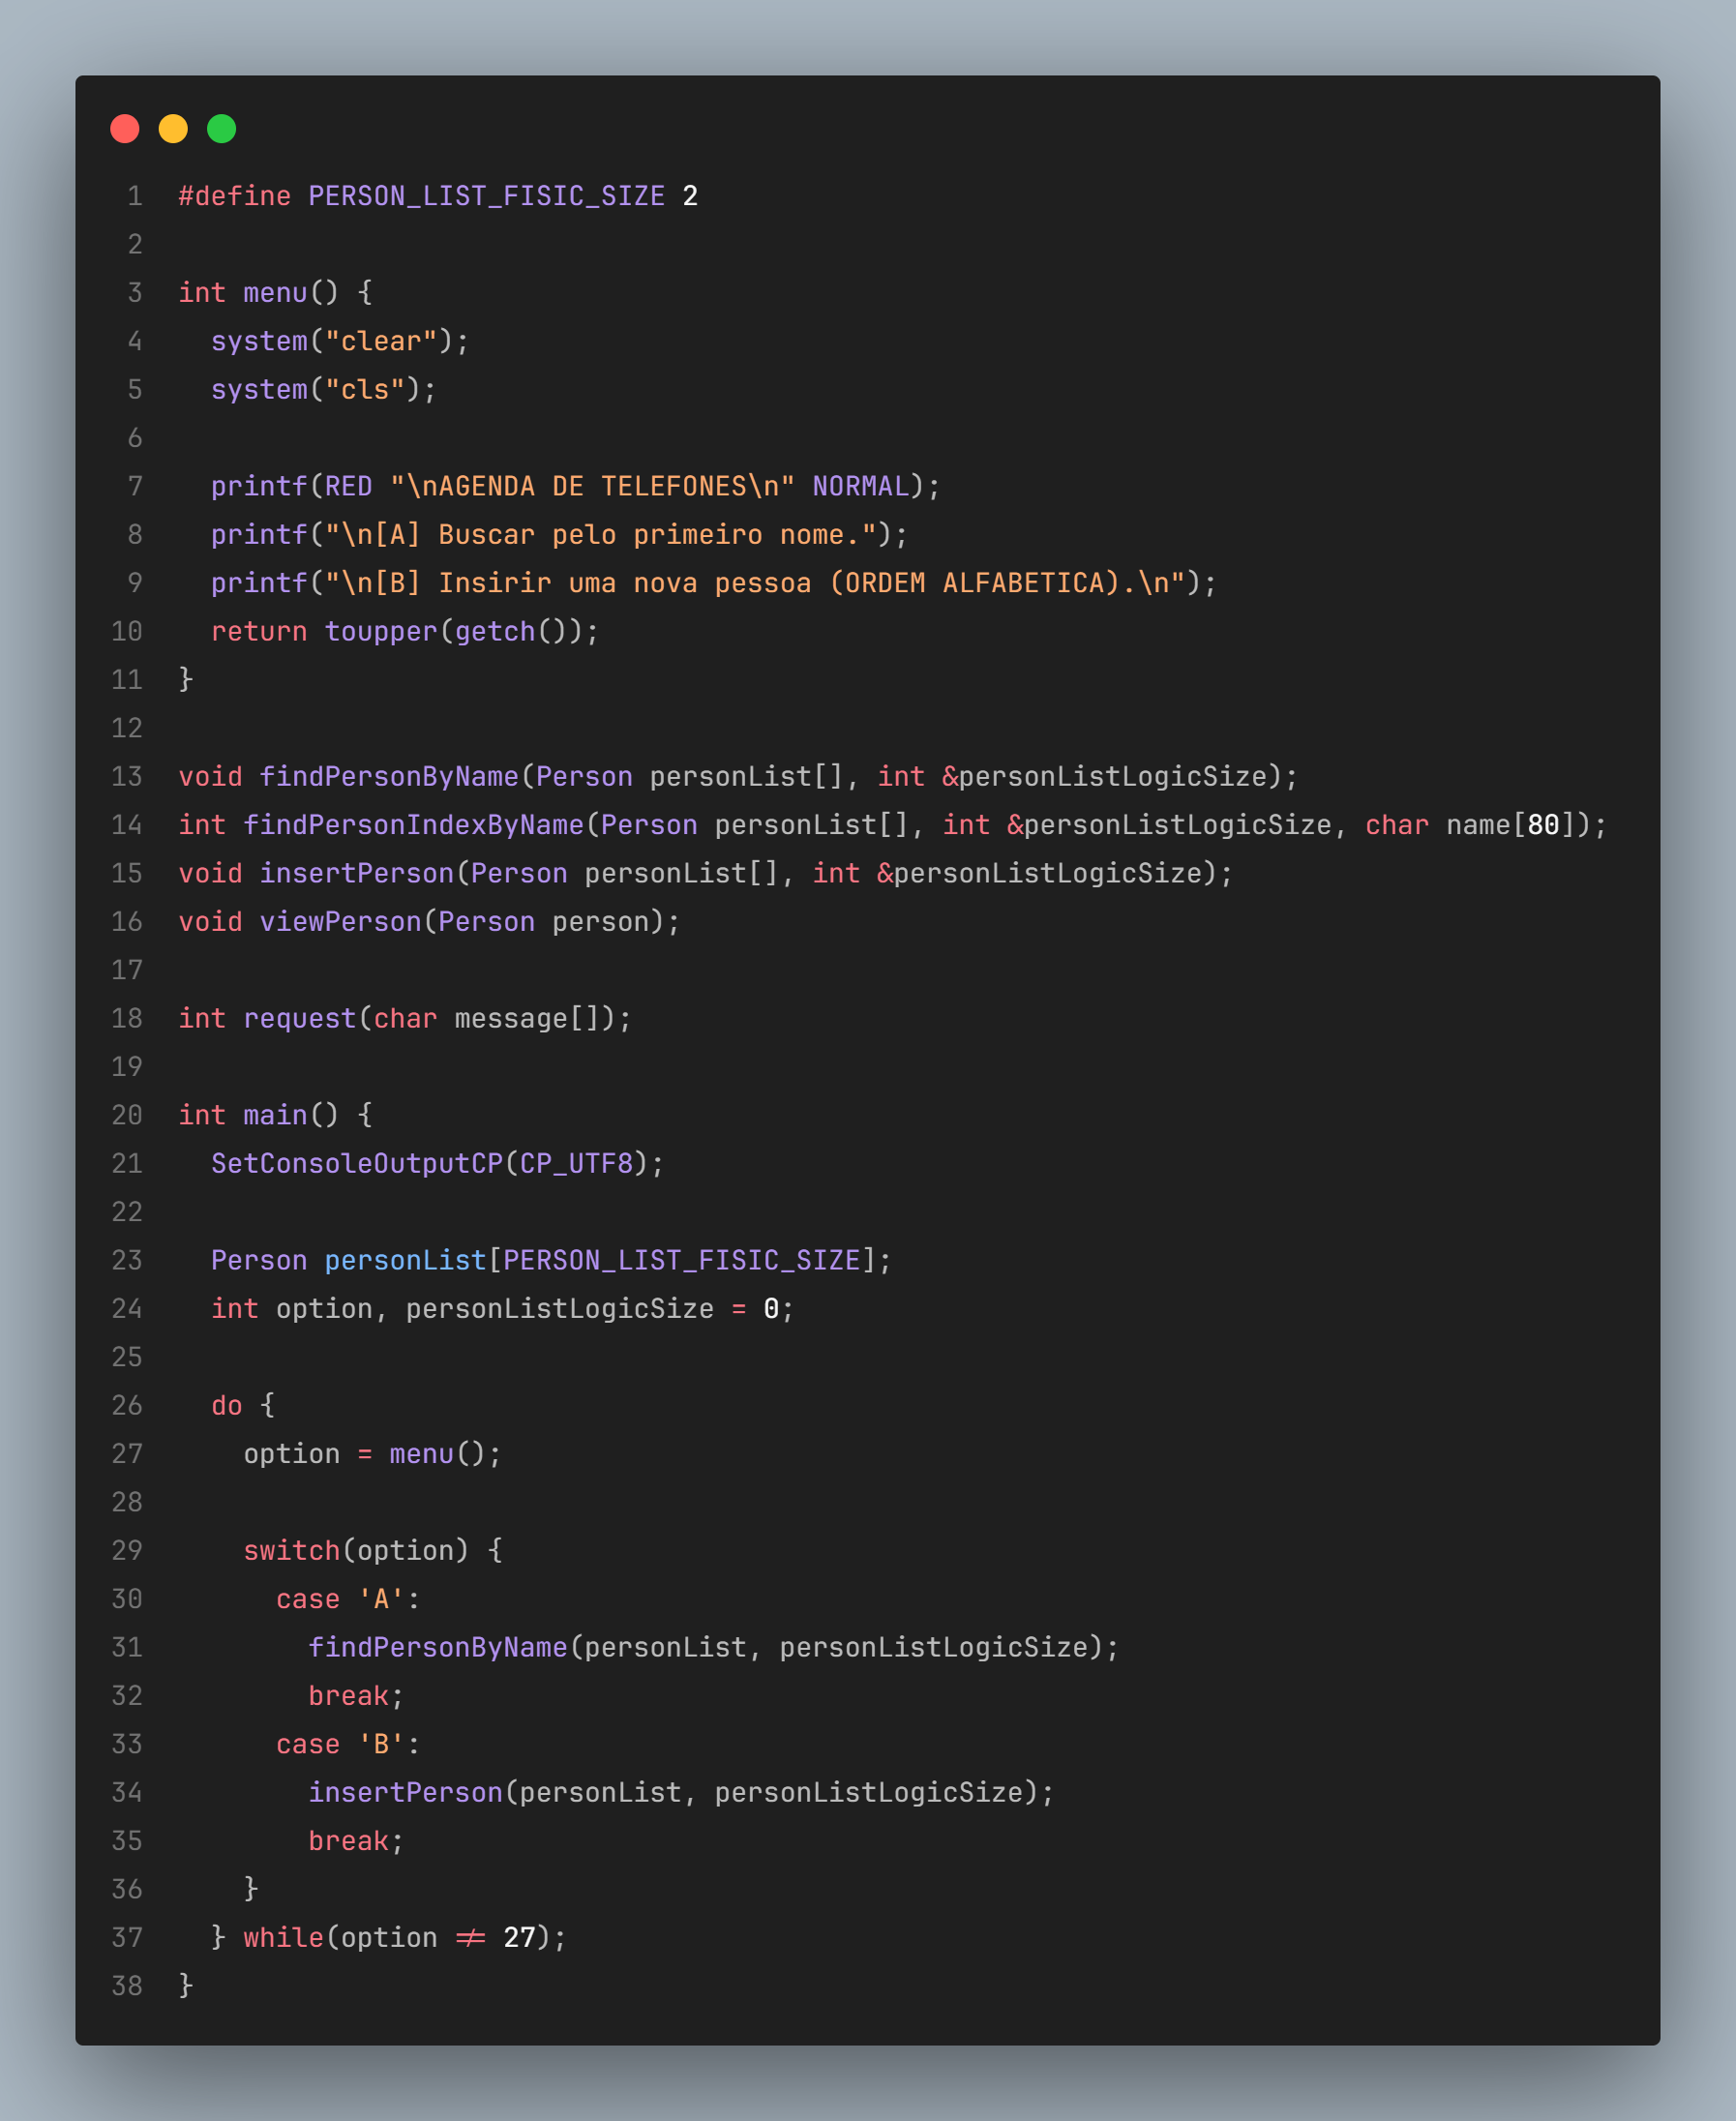 1 #define PERSON_LIST_FISIC_SIZE 2
2
3 int menu() {
4   system("clear");
5   system("cls");
6
7   printf(RED "\nAGENDA DE TELEFONES\n" NORMAL);
8   printf("\n[A] Buscar pelo primeiro nome.");
9   printf("\n[B] Insirir uma nova pessoa (ORDEM ALFABETICA).\n");
10   return toupper(getch());
11 }
12
13 void findPersonByName(Person personList[], int &personListLogicSize);
14 int findPersonIndexByName(Person personList[], int &personListLogicSize, char name[80]);
15 void insertPerson(Person personList[], int &personListLogicSize);
16 void viewPerson(Person person);
17
18 int request(char message[]);
19
20 int main() {
21   SetConsoleOutputCP(CP_UTF8);
22
23   Person personList[PERSON_LIST_FISIC_SIZE];
24   int option, personListLogicSize = 0;
25
26   do {
27     option = menu();
28
29     switch(option) {
30       case 'A':
31         findPersonByName(personList, personListLogicSize);
32         break;
33       case 'B':
34         insertPerson(personList, personListLogicSize);
35         break;
36     }
37   } while(option != 27);
38 }